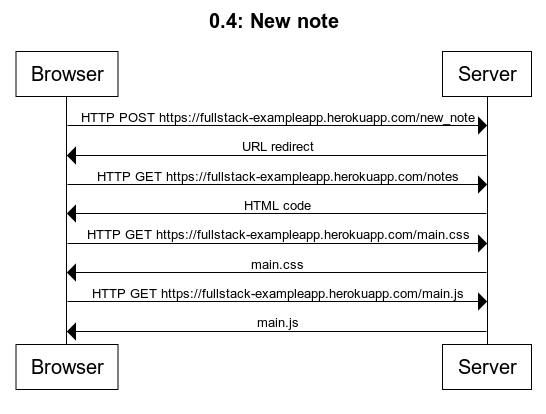 0.4: New note
Browser
Server
HTTP POST https://fullstack-exampleapp.herokuapp.com/new_note
URL redirect
HTTP GET https://fullstack-exampleapp.herokuapp.com/notes
HTML code
HTTP GET https://fullstack-exampleapp.herokuapp.com/main.css
main.css
HTTP GET https://fullstack-exampleapp.herokuapp.com/main.js
main.js
Browser
Server